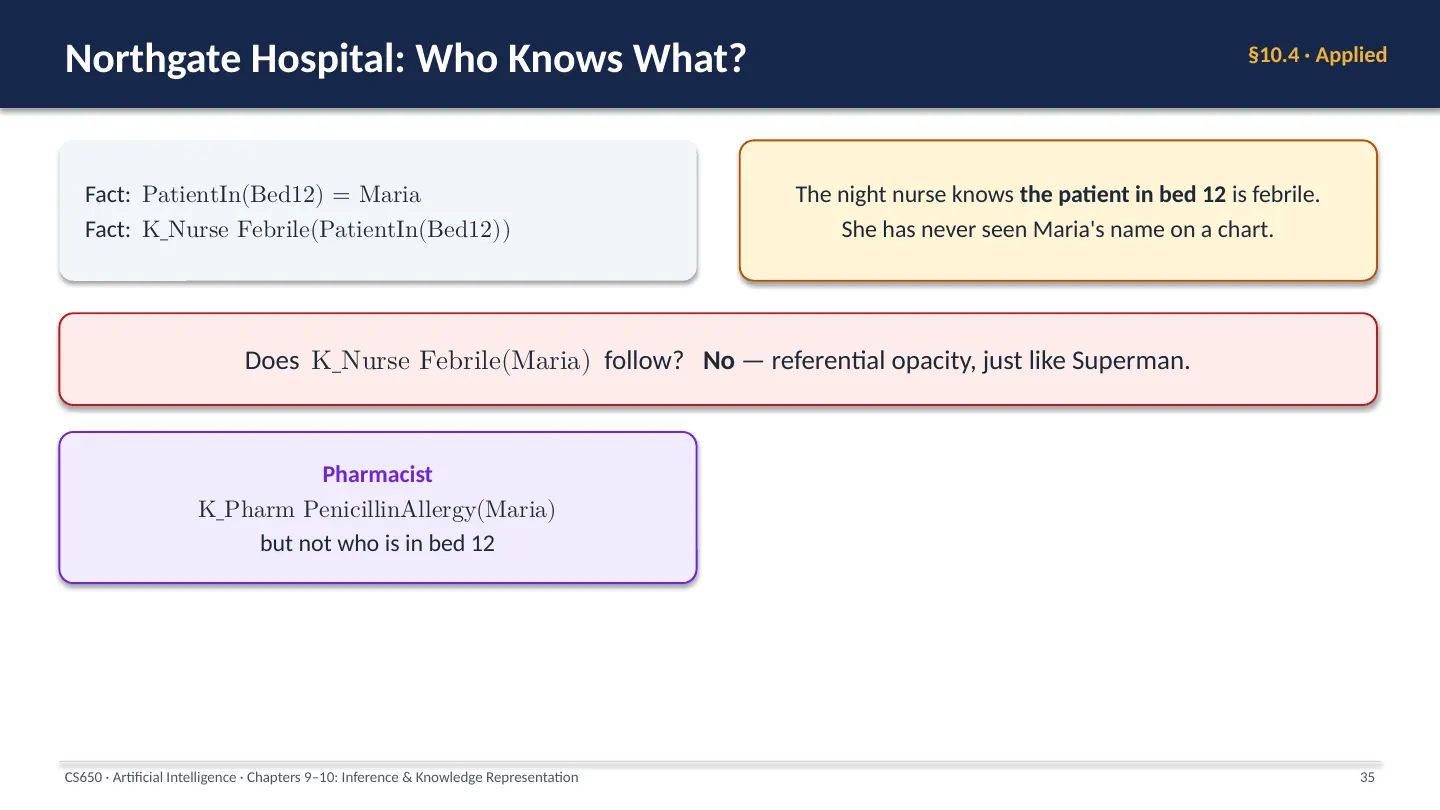 Northgate Hospital: Who Knows What?
§10.4 · Applied
Fact: PatientIn(Bed12) = Maria
Fact: K_Nurse Febrile(PatientIn(Bed12))
The night nurse knows the patient in bed 12 is febrile.
She has never seen Maria's name on a chart.
Does K_Nurse Febrile(Maria) follow? No — referential opacity, just like Superman.
Pharmacist
K_Pharm PenicillinAllergy(Maria)
but not who is in bed 12
CS650 · Artificial Intelligence · Chapters 9–10: Inference & Knowledge Representation
35